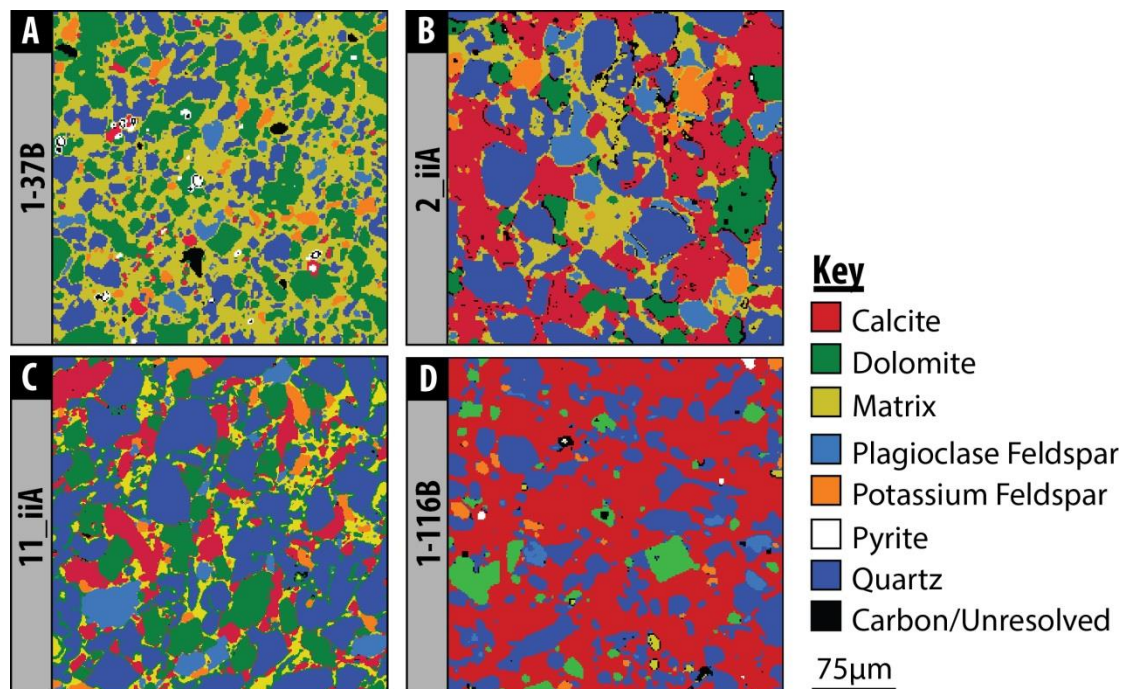 A
1-37B
B
2_iiA
C
11_iiA
D
1-116B
Key
Calcite
Dolomite
Matrix
Plagioclase Feldspar
Potassium Feldspar
Pyrite
Quartz
Carbon/Unresolved
75µm